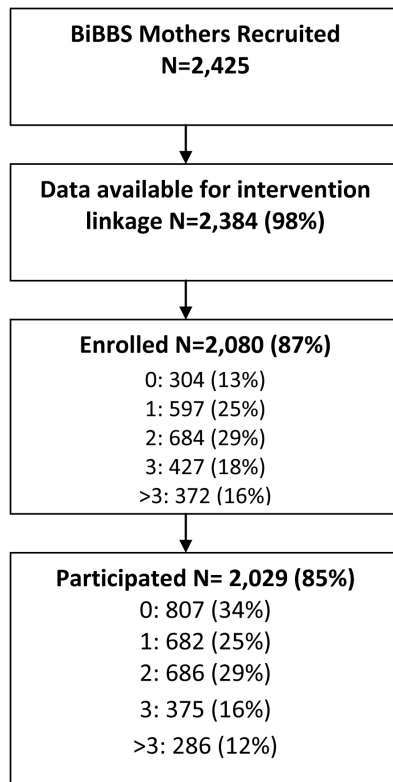 BiBBS Mothers Recruited
N=2,425
Data available for intervention
linkage N=2,384 (98%)
Enrolled N=2,080 (87%)
0: 304 (13%)
1: 597 (25%)
2: 684 (29%)
3: 427 (18%)
>3: 372 (16%)
Participated N= 2,029 (85%)
0: 807 (34%)
1: 682 (25%)
2: 686 (29%)
3: 375 (16%)
>3: 286 (12%)